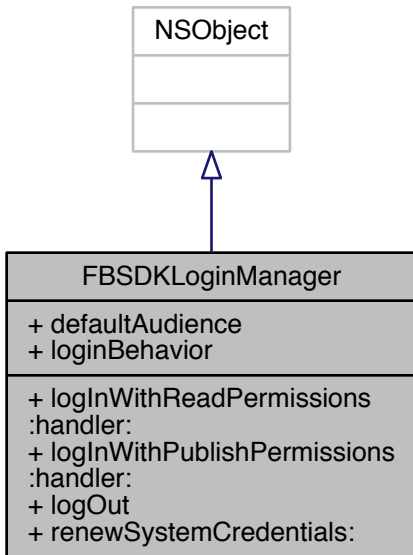 NSObject
FBSDKLoginManager
+ defaultAudience
+ loginBehavior
+ logInWithReadPermissions
:handler:
+ logInWithPublishPermissions
:handler:
+ logOut
+ renewSystemCredentials: